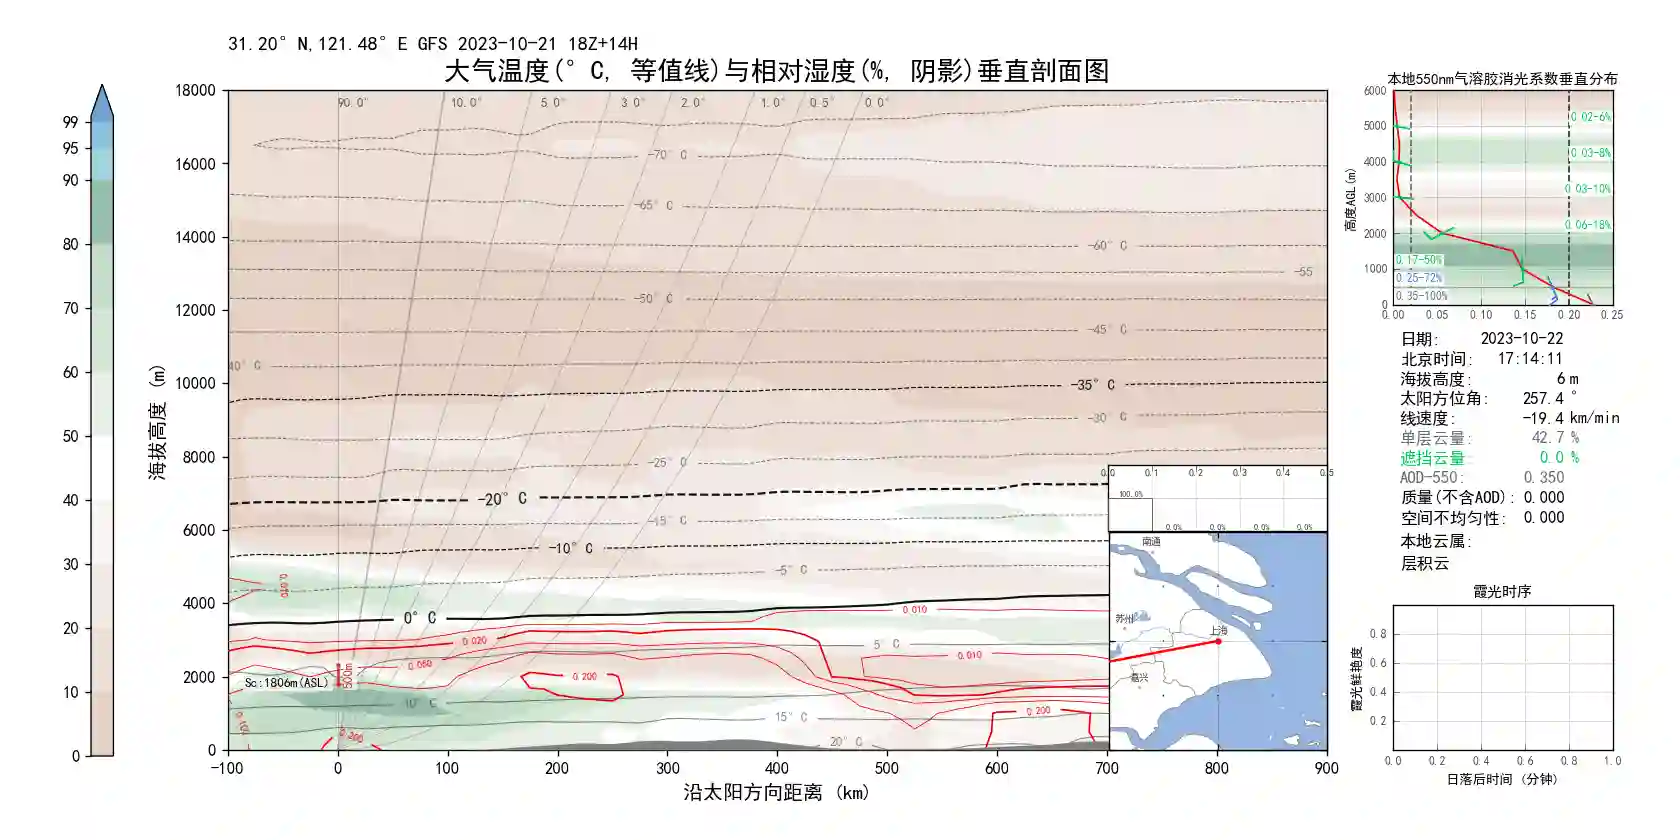 31.20°N,121.48°E GFS 2023-10-21 18Z+14H
大气温度(°C, 等值线)与相对湿度(%, 阴影)垂直剖面图
99
95
90
80
70
60
50
40
30
20
10
0
海拔高度 (m)
18000
16000
14000
12000
10000
8000
6000
4000
2000
0
90.0° 10.0° 5.0° 3.0° 2.0° 1.0° 0.5° 0.0°
-70°C
-65°C
-60°C
-55
-50°C
-45°C
40°C
-35°C
-30°C
-25°C
-20°C
-15°C
-10°C
-5°C
0°C
5°C
10°C
15°C
20°C
0.010
0.010
0.020
0.060
0.010
0.200
0.200
0.200
0.100
Sc:1806m(ASL)
500m
-100 0 100 200 300 400 500 600 700 800 900
沿太阳方向距离 (km)
0.0 0.1 0.2 0.3 0.4 0.5
100.0%
0.0% 0.0% 0.0% 0.0%
南通
苏州
上海
嘉兴
本地550nm气溶胶消光系数垂直分布
高度AGL(m)
6000
5000
4000
3000
2000
1000
0
0.02-6%
0.03-8%
0.03-10%
0.06-18%
0.17-50%
0.25-72%
0.35-100%
0.00 0.05 0.10 0.15 0.20 0.25
日期: 2023-10-22
北京时间: 17:14:11
海拔高度: 6 m
太阳方位角: 257.4 °
线速度: -19.4 km/min
单层云量: 42.7 %
遮挡云量: 0.0 %
AOD-550: 0.350
质量(不含AOD): 0.000
空间不均匀性: 0.000
本地云属:
层积云
霞光时序
霞光鲜艳度
0.8
0.6
0.4
0.2
0.0 0.2 0.4 0.6 0.8 1.0
日落后时间 (分钟)